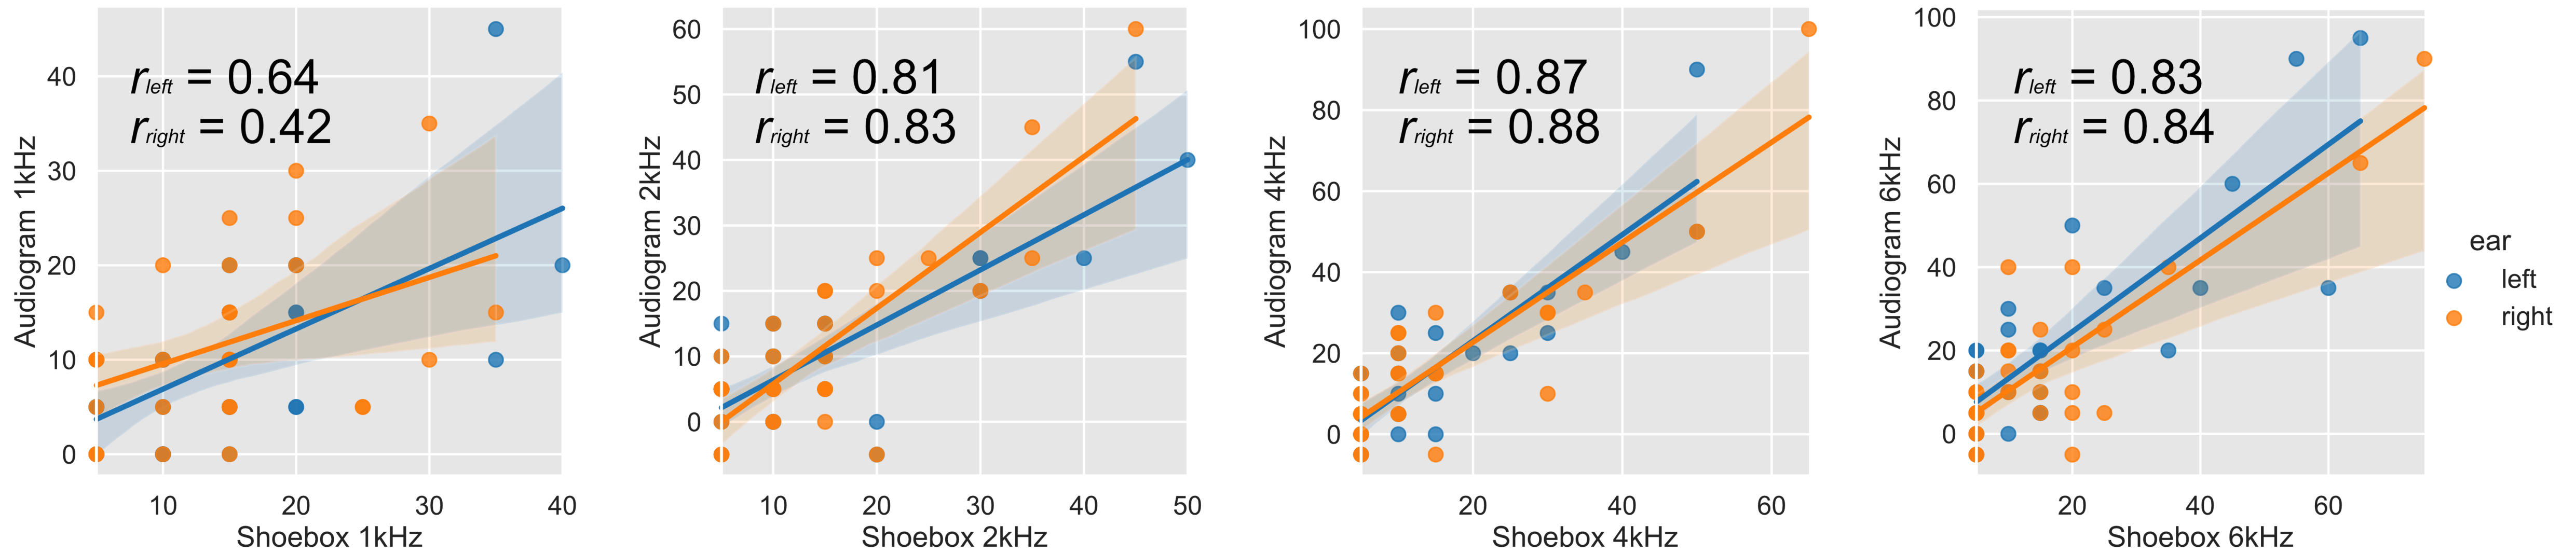 r_left = 0.64
r_right = 0.42
40
30
20
10
0
Audiogram 1kHz
10 20 30 40
Shoebox 1kHz
r_left = 0.81
r_right = 0.83
60
50
40
30
20
10
0
Audiogram 2kHz
10 20 30 40 50
Shoebox 2kHz
r_left = 0.87
r_right = 0.88
100
80
60
40
20
0
Audiogram 4kHz
20 40 60
Shoebox 4kHz
r_left = 0.83
r_right = 0.84
100
80
60
40
20
0
Audiogram 6kHz
20 40 60
Shoebox 6kHz
ear
left
right